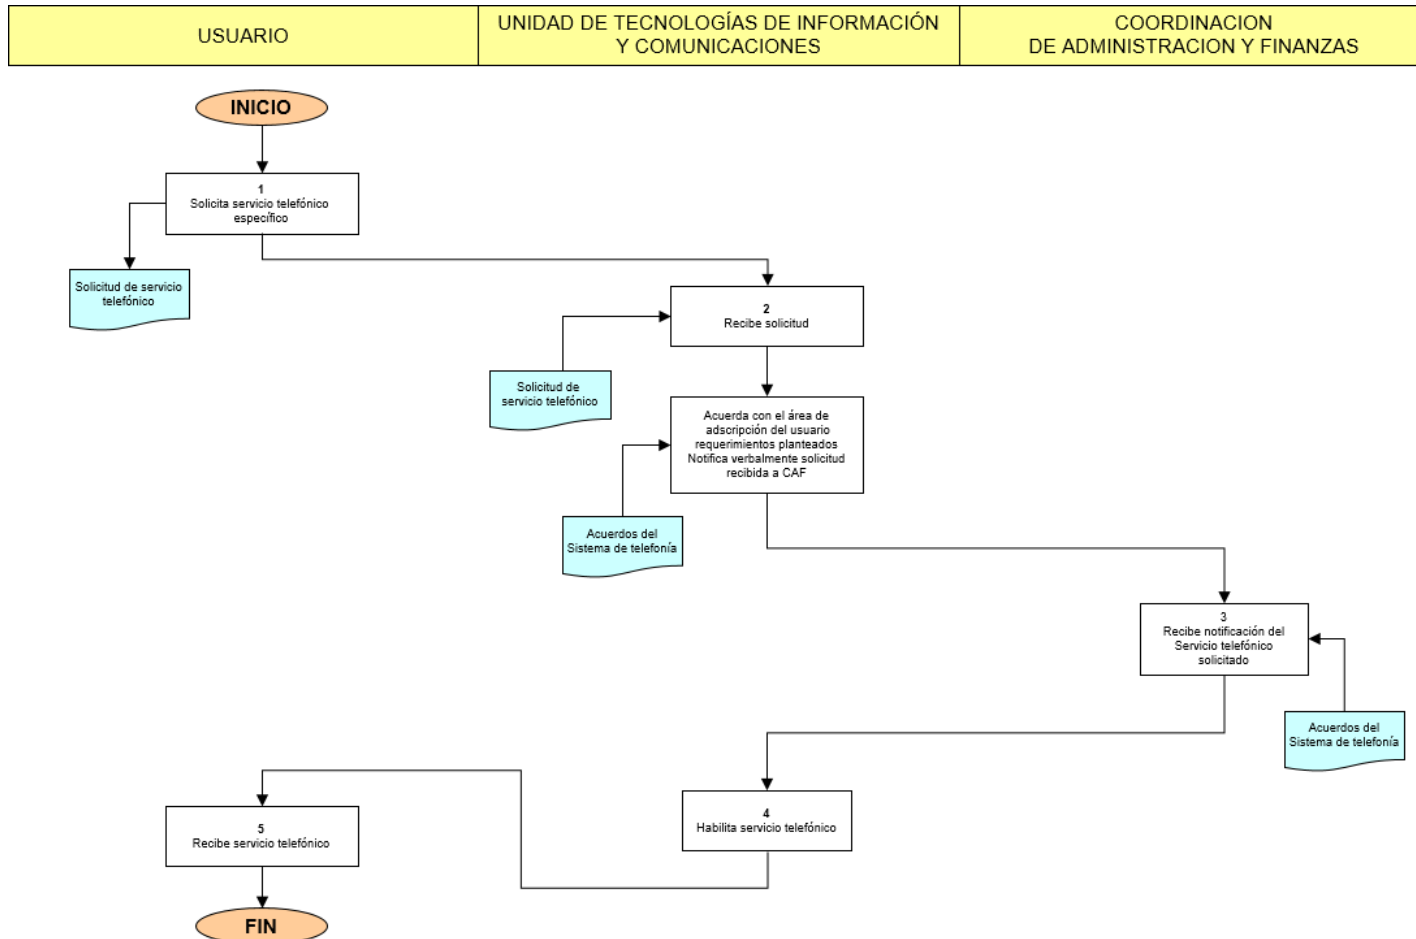 USUARIO
UNIDAD DE TECNOLOGÍAS DE INFORMACIÓN
Y COMUNICACIONES
COORDINACION
DE ADMINISTRACION Y FINANZAS
INICIO
1
Solicita servicio telefónico
específico
Solicitud de servicio
telefónico
2
Recibe solicitud
Solicitud de
servicio telefónico
Acuerda con el área de
adscripción del usuario
requerimientos planteados
Notifica verbalmente solicitud
recibida a CAF
Acuerdos del
Sistema de telefonía
3
Recibe notificación del
Servicio telefónico
solicitado
Acuerdos del
Sistema de telefonía
4
Habilita servicio telefónico
5
Recibe servicio telefónico
FIN